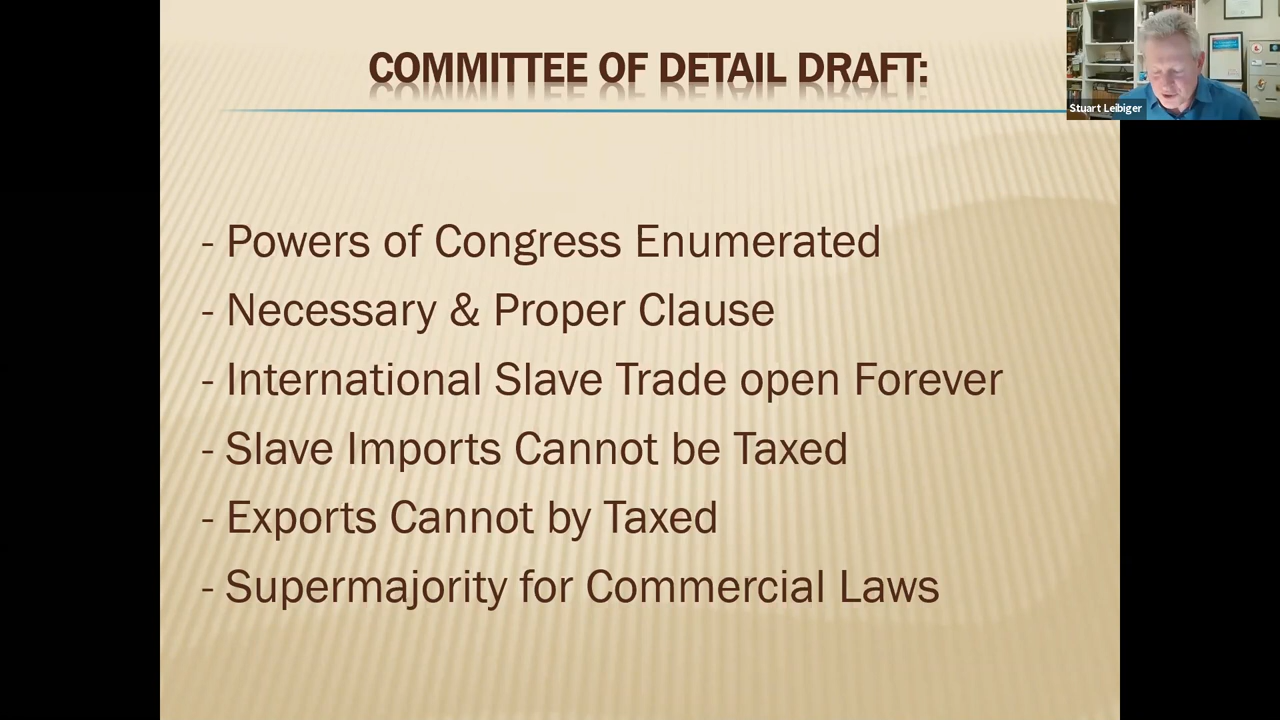 COMMITTEE OF DETAIL DRAFT:
Stuart Leibiger
- Powers of Congress Enumerated
- Necessary & Proper Clause
- International Slave Trade open Forever
- Slave Imports Cannot be Taxed
- Exports Cannot by Taxed
- Supermajority for Commercial Laws